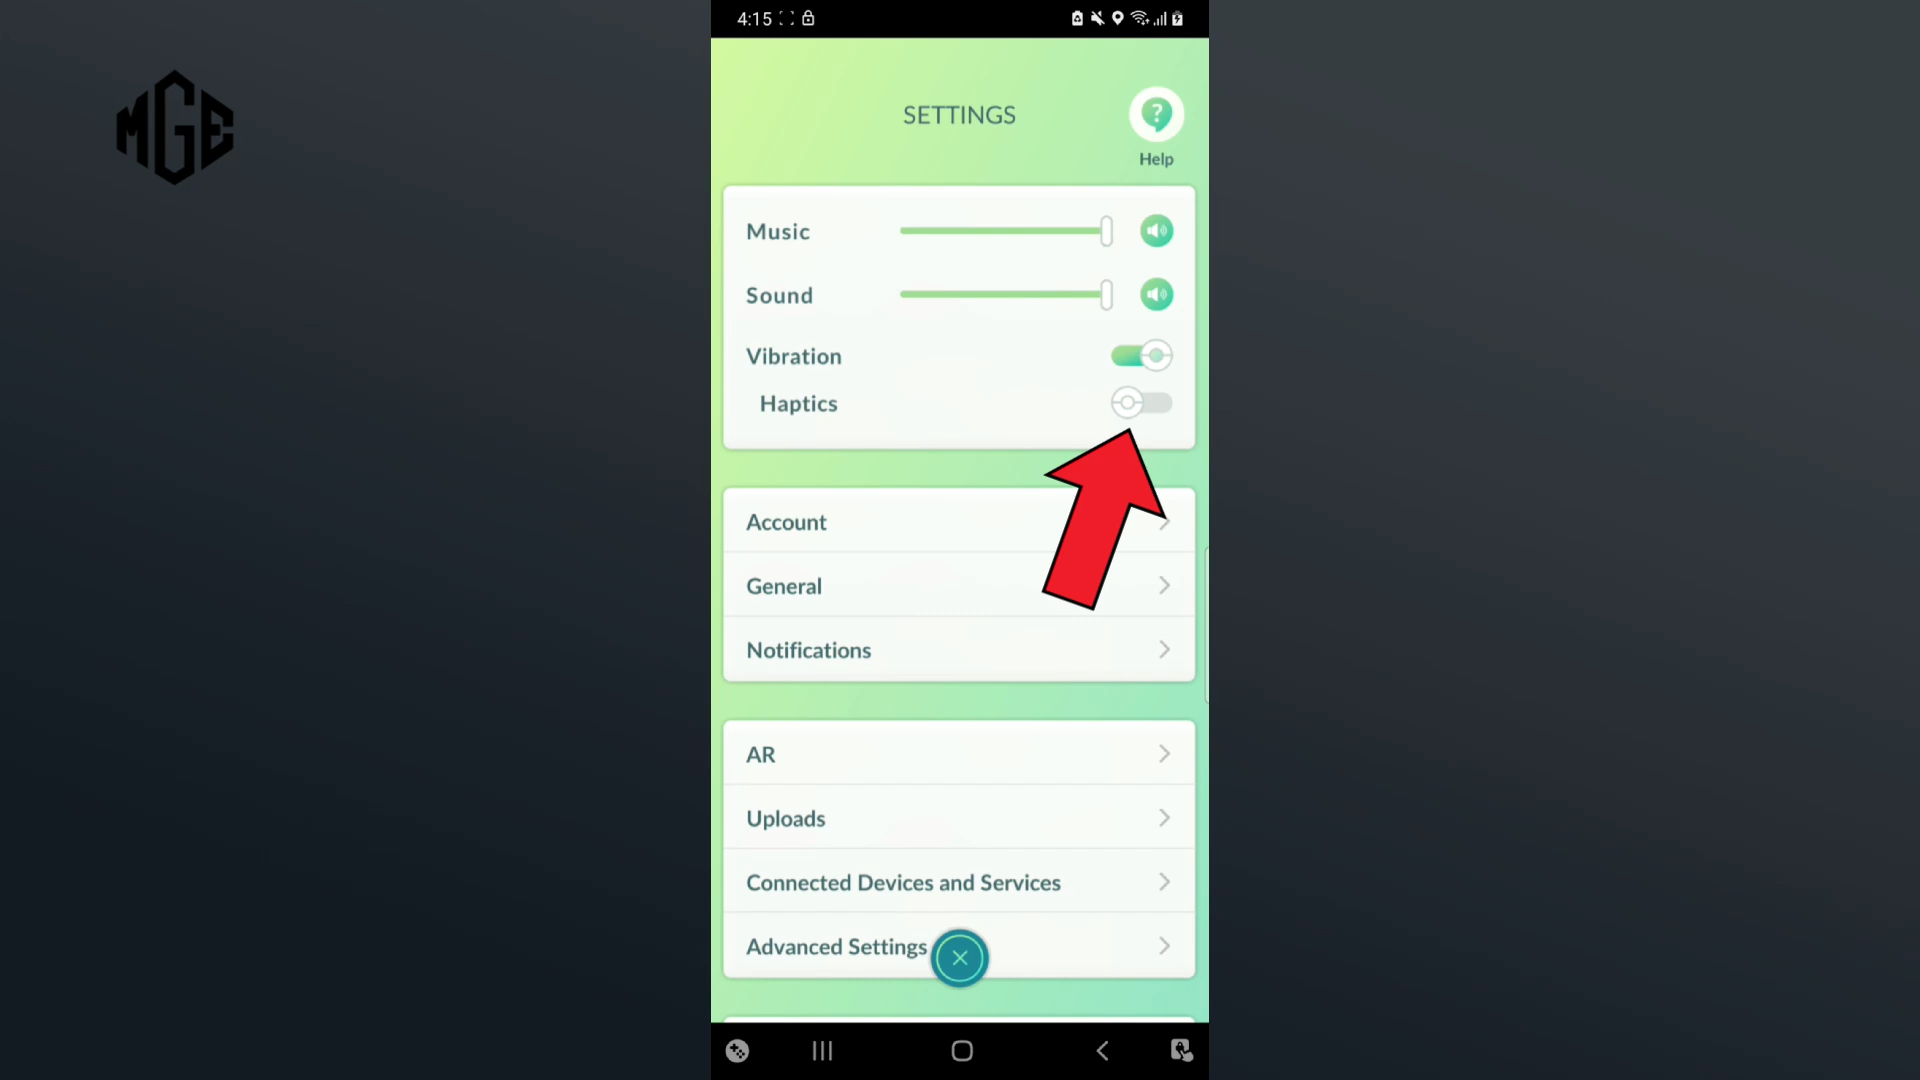 4:15
MGE
SETTINGS
?
Help
Music
Sound
Vibration
Haptics
Account
General
Notifications
AR
Uploads
Connected Devices and Services
Advanced Settings